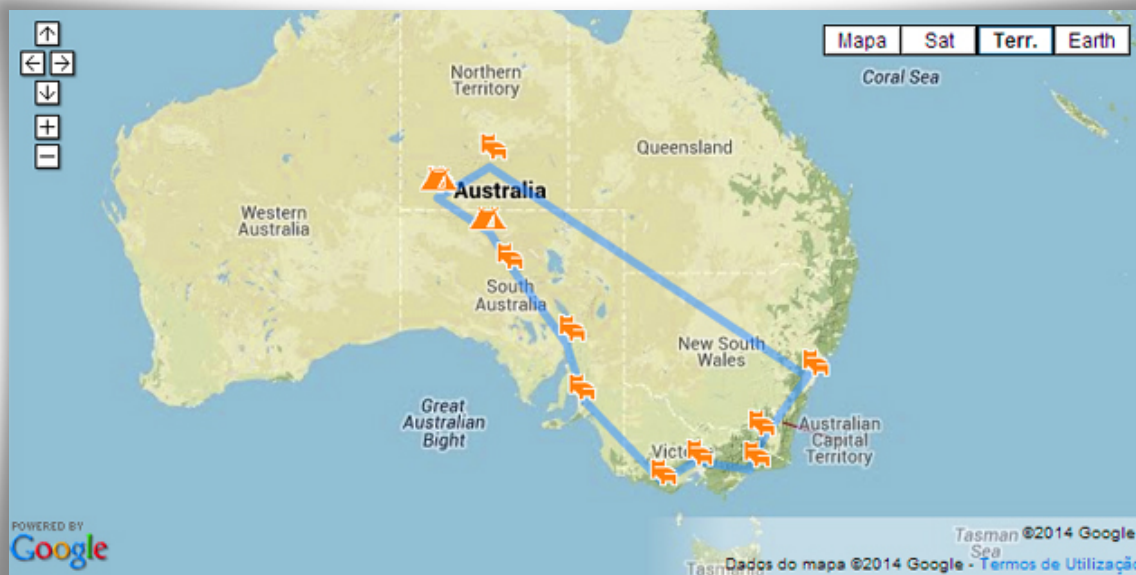 Mapa
Sat
Terr.
Earth
Coral Sea
Northern
Territory
Queensland
Australia
Western
Australia
South
Australia
New South
Wales
Great
Australian
Bight
Australian
Capital
Territory
POWERED BY
Google
Tasman
Sea
©2014 Google
Dados do mapa ©2014 Google - Termos de Utilização